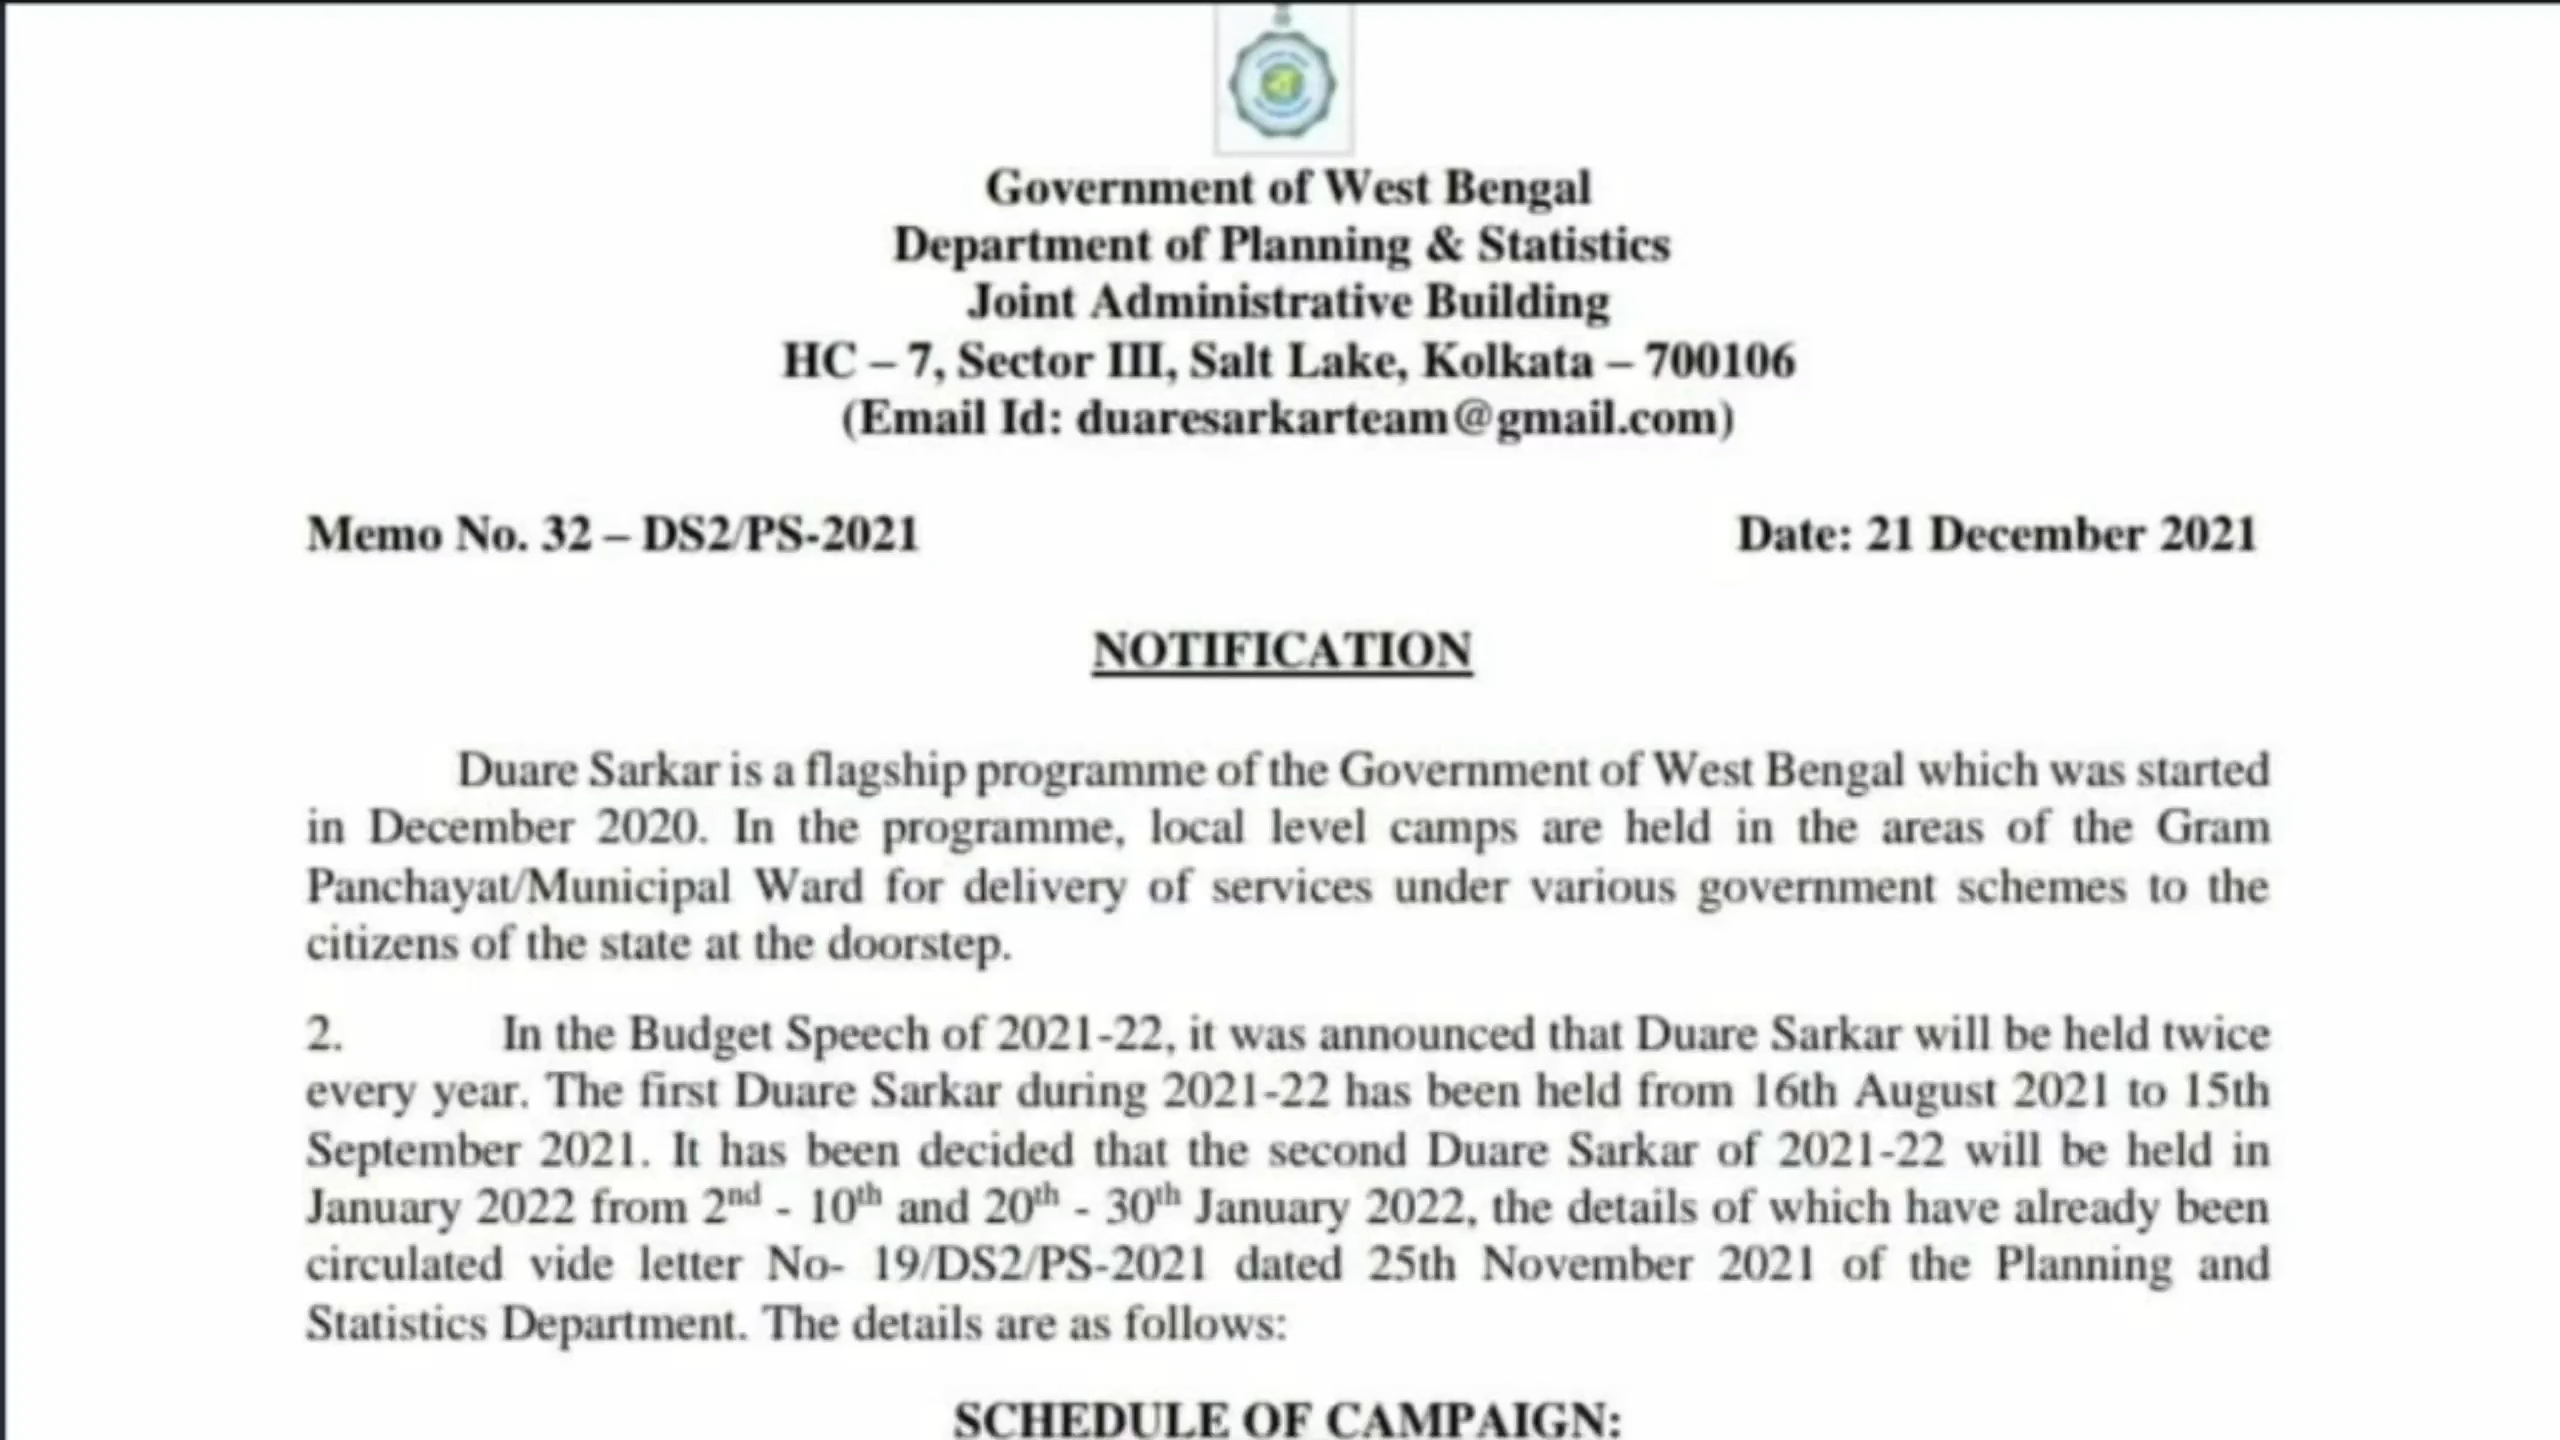 Government of West Bengal
Department of Planning & Statistics
Joint Administrative Building
HC – 7, Sector III, Salt Lake, Kolkata – 700106
(Email Id: duaresarkarteam@gmail.com)
Memo No. 32 – DS2/PS-2021 Date: 21 December 2021
NOTIFICATION
Duare Sarkar is a flagship programme of the Government of West Bengal which was started
in December 2020. In the programme, local level camps are held in the areas of the Gram
Panchayat/Municipal Ward for delivery of services under various government schemes to the
citizens of the state at the doorstep.
2. In the Budget Speech of 2021-22, it was announced that Duare Sarkar will be held twice
every year. The first Duare Sarkar during 2021-22 has been held from 16th August 2021 to 15th
September 2021. It has been decided that the second Duare Sarkar of 2021-22 will be held in
January 2022 from 2nd - 10th and 20th - 30th January 2022, the details of which have already been
circulated vide letter No- 19/DS2/PS-2021 dated 25th November 2021 of the Planning and
Statistics Department. The details are as follows:
SCHEDULE OF CAMPAIGN: